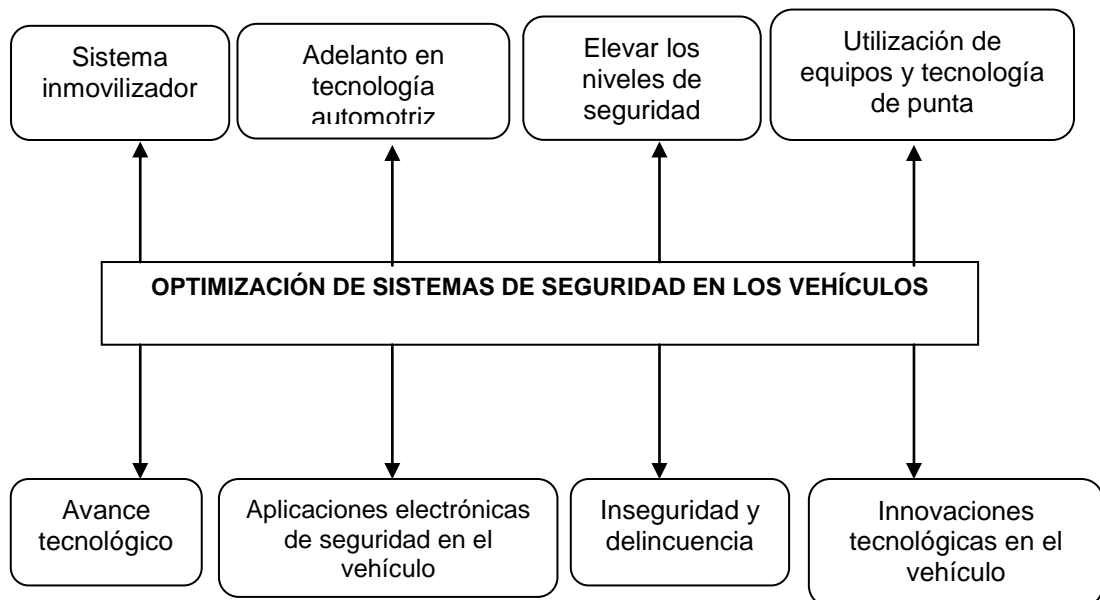 Sistema
inmovilizador
Adelanto en
tecnología
automotriz
Elevar los
niveles de
seguridad
Utilización de
equipos y tecnología
de punta
OPTIMIZACIÓN DE SISTEMAS DE SEGURIDAD EN LOS VEHÍCULOS
Avance
tecnológico
Aplicaciones electrónicas
de seguridad en el
vehículo
Inseguridad y
delincuencia
Innovaciones
tecnológicas en el
vehículo